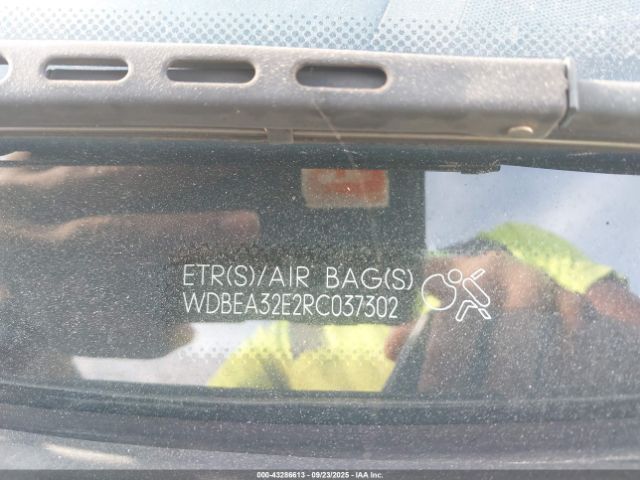 ETR(S)/AIR BAG(S)
WDBEA32E2RC037302
000-43286613 - 09/23/2025 - IAA Inc.